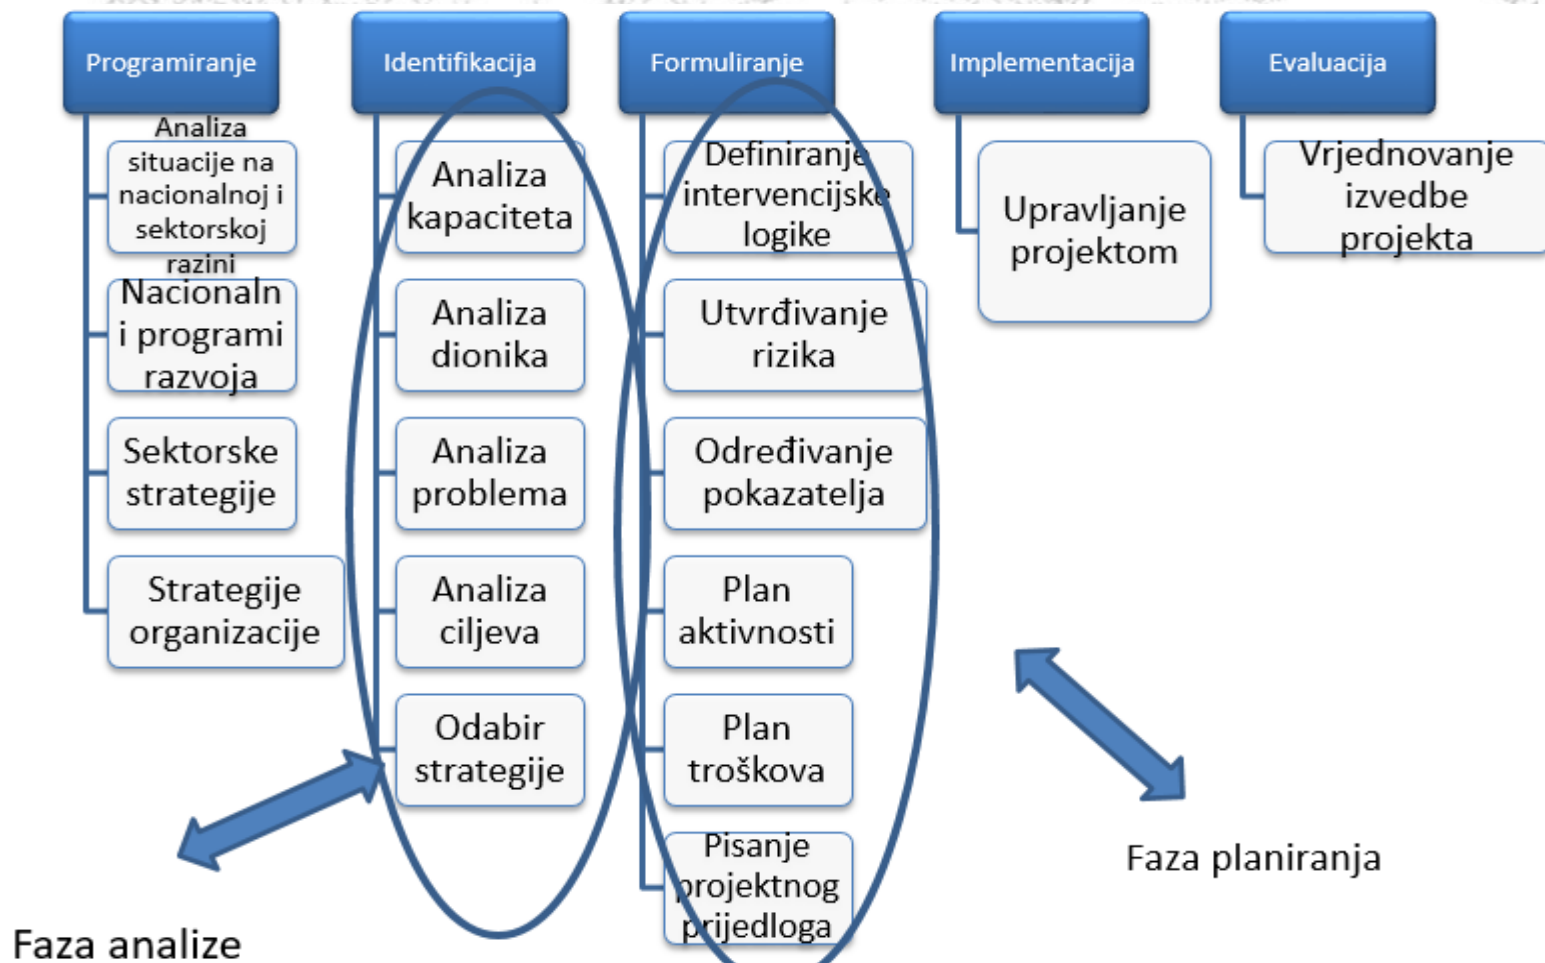 Programiranje
Analiza
situacije na
nacionalnoj i
sektorskoj
razini
Nacionaln
i programi
razvoja
Sektorske
strategije
Strategije
organizacije
Identifikacija
Analiza
kapaciteta
Analiza
dionika
Analiza
problema
Analiza
ciljeva
Odabir
strategije
Formuliranje
Definiranje
intervencijske
logike
Utvrđivanje
rizika
Određivanje
pokazatelja
Plan
aktivnosti
Plan
troškova
Pisanje
projektnog
prijedloga
Implementacija
Upravljanje
projektom
Evaluacija
Vrjednovanje
izvedbe
projekta
Faza planiranja
Faza analize